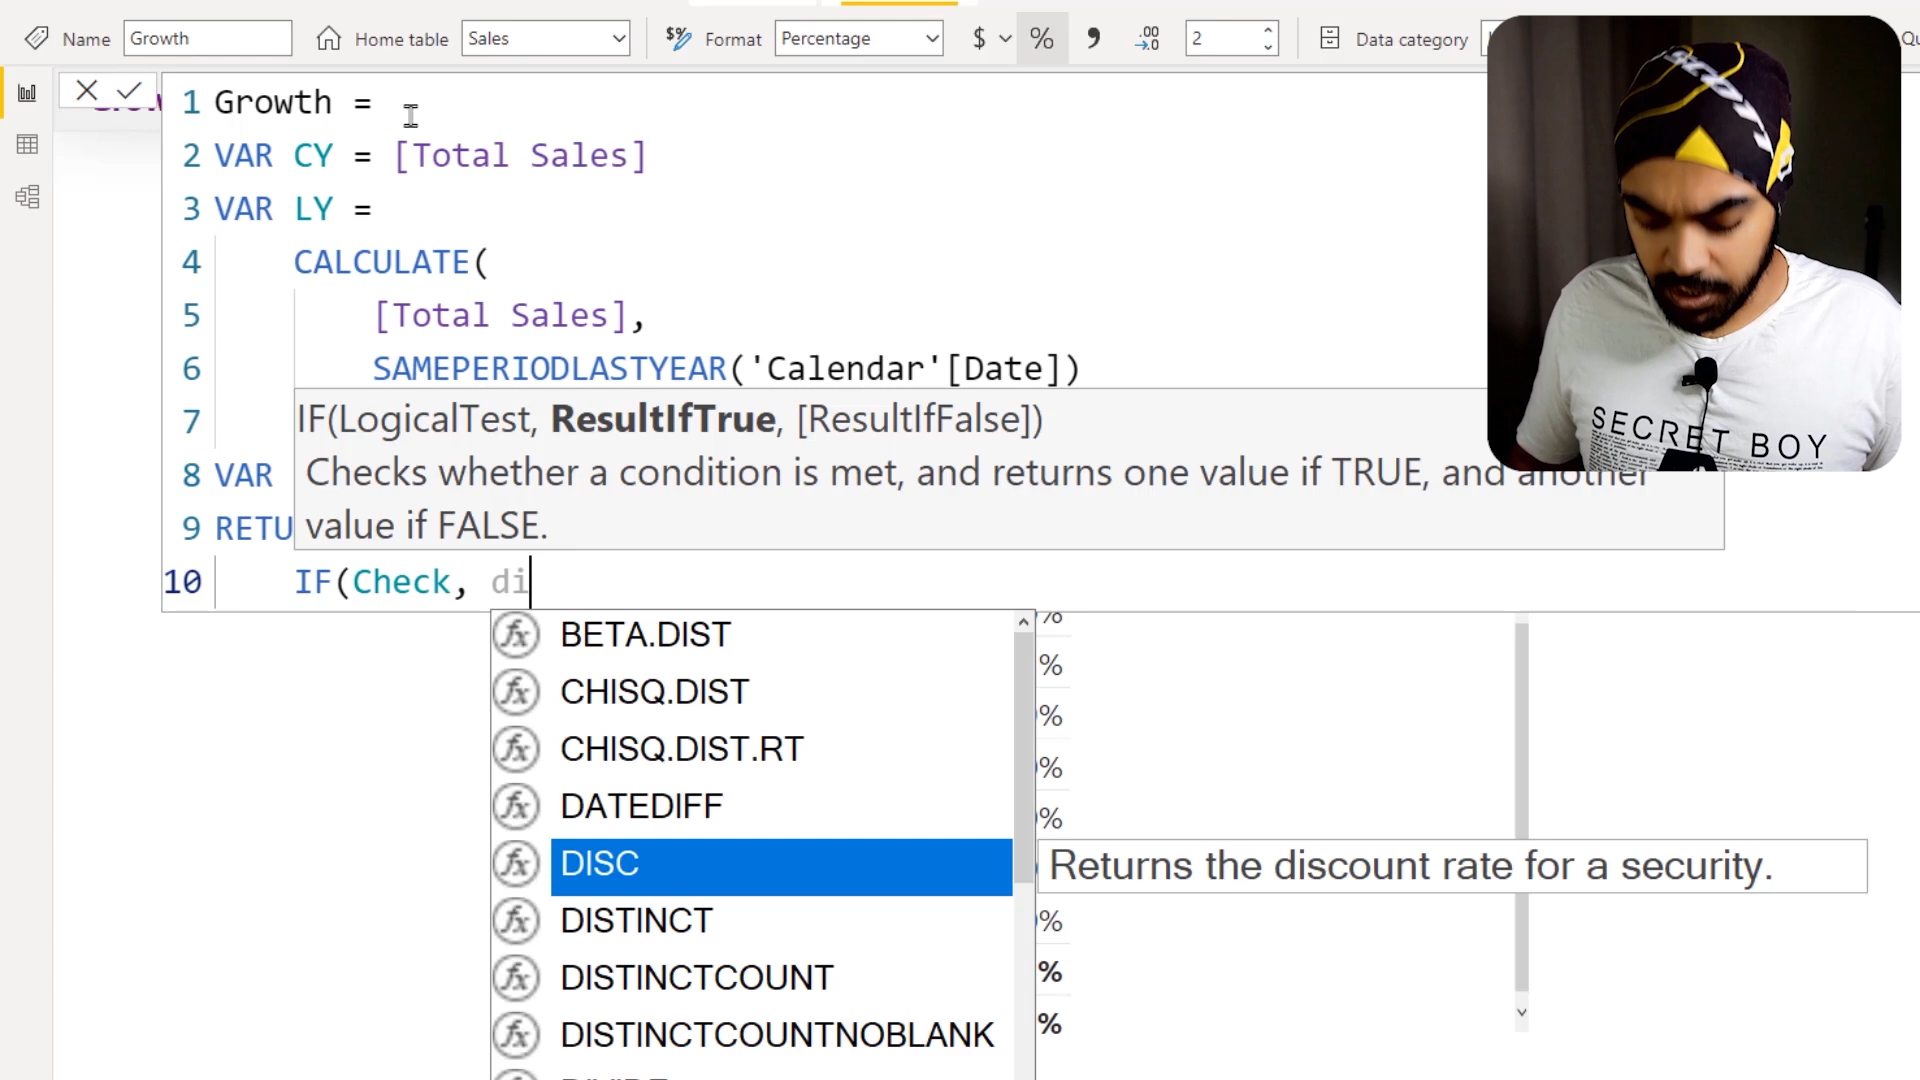 Name Growth Home table Sales Format Percentage $ % 2 Data category
1 Growth =
2 VAR CY = [Total Sales]
3 VAR LY =
4 CALCULATE(
5 [Total Sales],
6 SAMEPERIODLASTYEAR('Calendar'[Date])
7
8 VAR
9 RETU
IF(LogicalTest, ResultIfTrue, [ResultIfFalse])
Checks whether a condition is met, and returns one value if TRUE, and another
value if FALSE.
10 IF(Check, di
BETA.DIST
CHISQ.DIST
CHISQ.DIST.RT
DATEDIFF
DISC
Returns the discount rate for a security.
DISTINCT
DISTINCTCOUNT
DISTINCTCOUNTNOBLANK
%
%
%
%
%
%
%
%
SECRET BOY